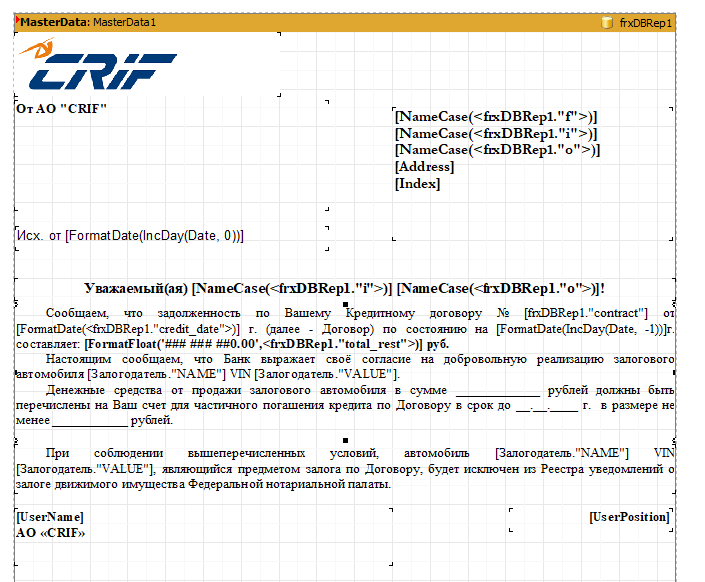 MasterData: MasterData1
frxDBRep1
CRIF
От АО "CRIF"
[NameCase(<frxDBRep1."f">)]
[NameCase(<frxDBRep1."i">)]
[NameCase(<frxDBRep1."o">)]
[Address]
[Index]
Исх. от [FormatDate(IncDay(Date, 0))]
Уважаемый(ая) [NameCase(<frxDBRep1."i">)] [NameCase(<frxDBRep1."o">)]!
Сообщаем, что задолженность по Вашему Кредитному договору № [frxDBRep1."contract"] от
[FormatDate(<frxDBRep1."credit_date">)] г. (далее - Договор) по состоянию на [FormatDate(IncDay(Date, -1))]г.
составляет: [FormatFloat('### ### ##0.00',<frxDBRep1."total_rest">)] руб.
Настоящим сообщаем, что Банк выражает своё согласие на добровольную реализацию залогового
автомобиля [Залогодатель."NAME"] VIN [Залогодатель."VALUE"].
Денежные средства от продажи залогового автомобиля в сумме _____________ рублей должны быть
перечислены на Ваш счет для частичного погашения кредита по Договору в срок до __.__.____ г. в размере не
менее ____________ рублей.
При соблюдении вышеперечисленных условий, автомобиль [Залогодатель."NAME"] VIN
[Залогодатель."VALUE"], являющийся предметом залога по Договору, будет исключен из Реестра уведомлений о
залоге движимого имущества Федеральной нотариальной палаты.
[UserName]
[UserPosition]
АО «CRIF»